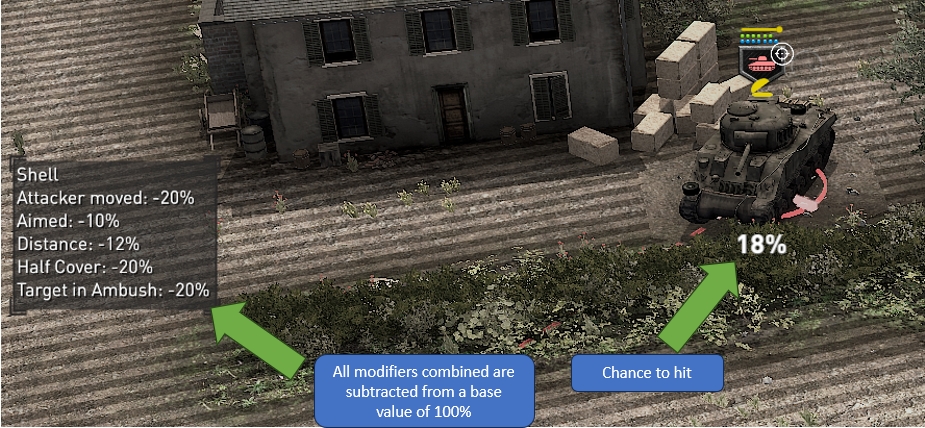 Shell
Attacker moved: -20%
Aimed: -10%
Distance: -12%
Half Cover: -20%
Target in Ambush: -20%
18%
All modifiers combined are
subtracted from a base
value of 100%
Chance to hit